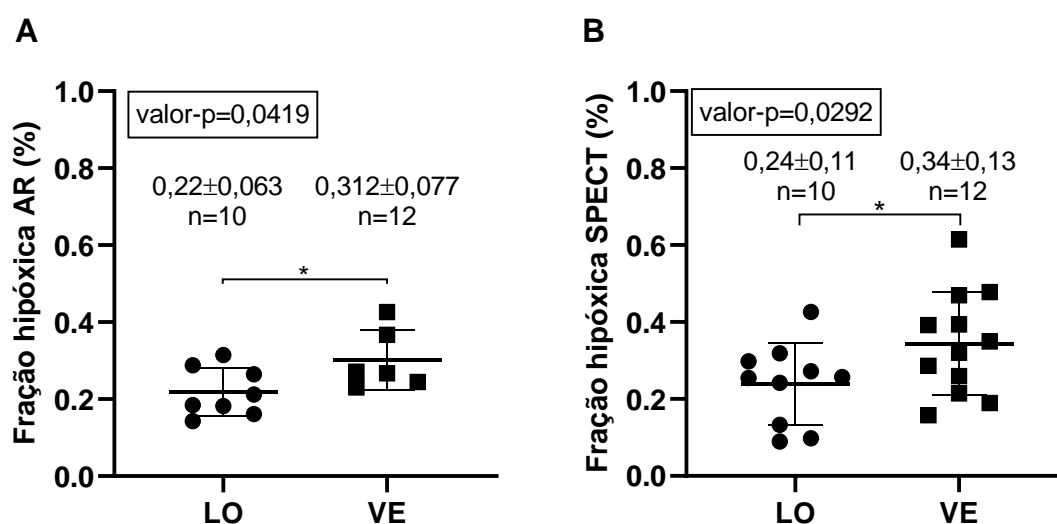 A
Fração hipóxica AR (%)
1.0
0.8
0.6
0.4
0.2
0.0
valor-p=0,0419
0,22±0,063
n=10
0,312±0,077
n=12
*
LO
VE
B
Fração hipóxica SPECT (%)
1.0
0.8
0.6
0.4
0.2
0.0
valor-p=0,0292
0,24±0,11
n=10
0,34±0,13
n=12
*
LO
VE